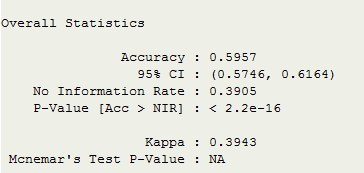 Overall Statistics
Accuracy : 0.5957
95% CI : (0.5746, 0.6164)
No Information Rate : 0.3905
P-Value [Acc > NIR] : < 2.2e-16
Kappa : 0.3943
Mcnemar's Test P-Value : NA